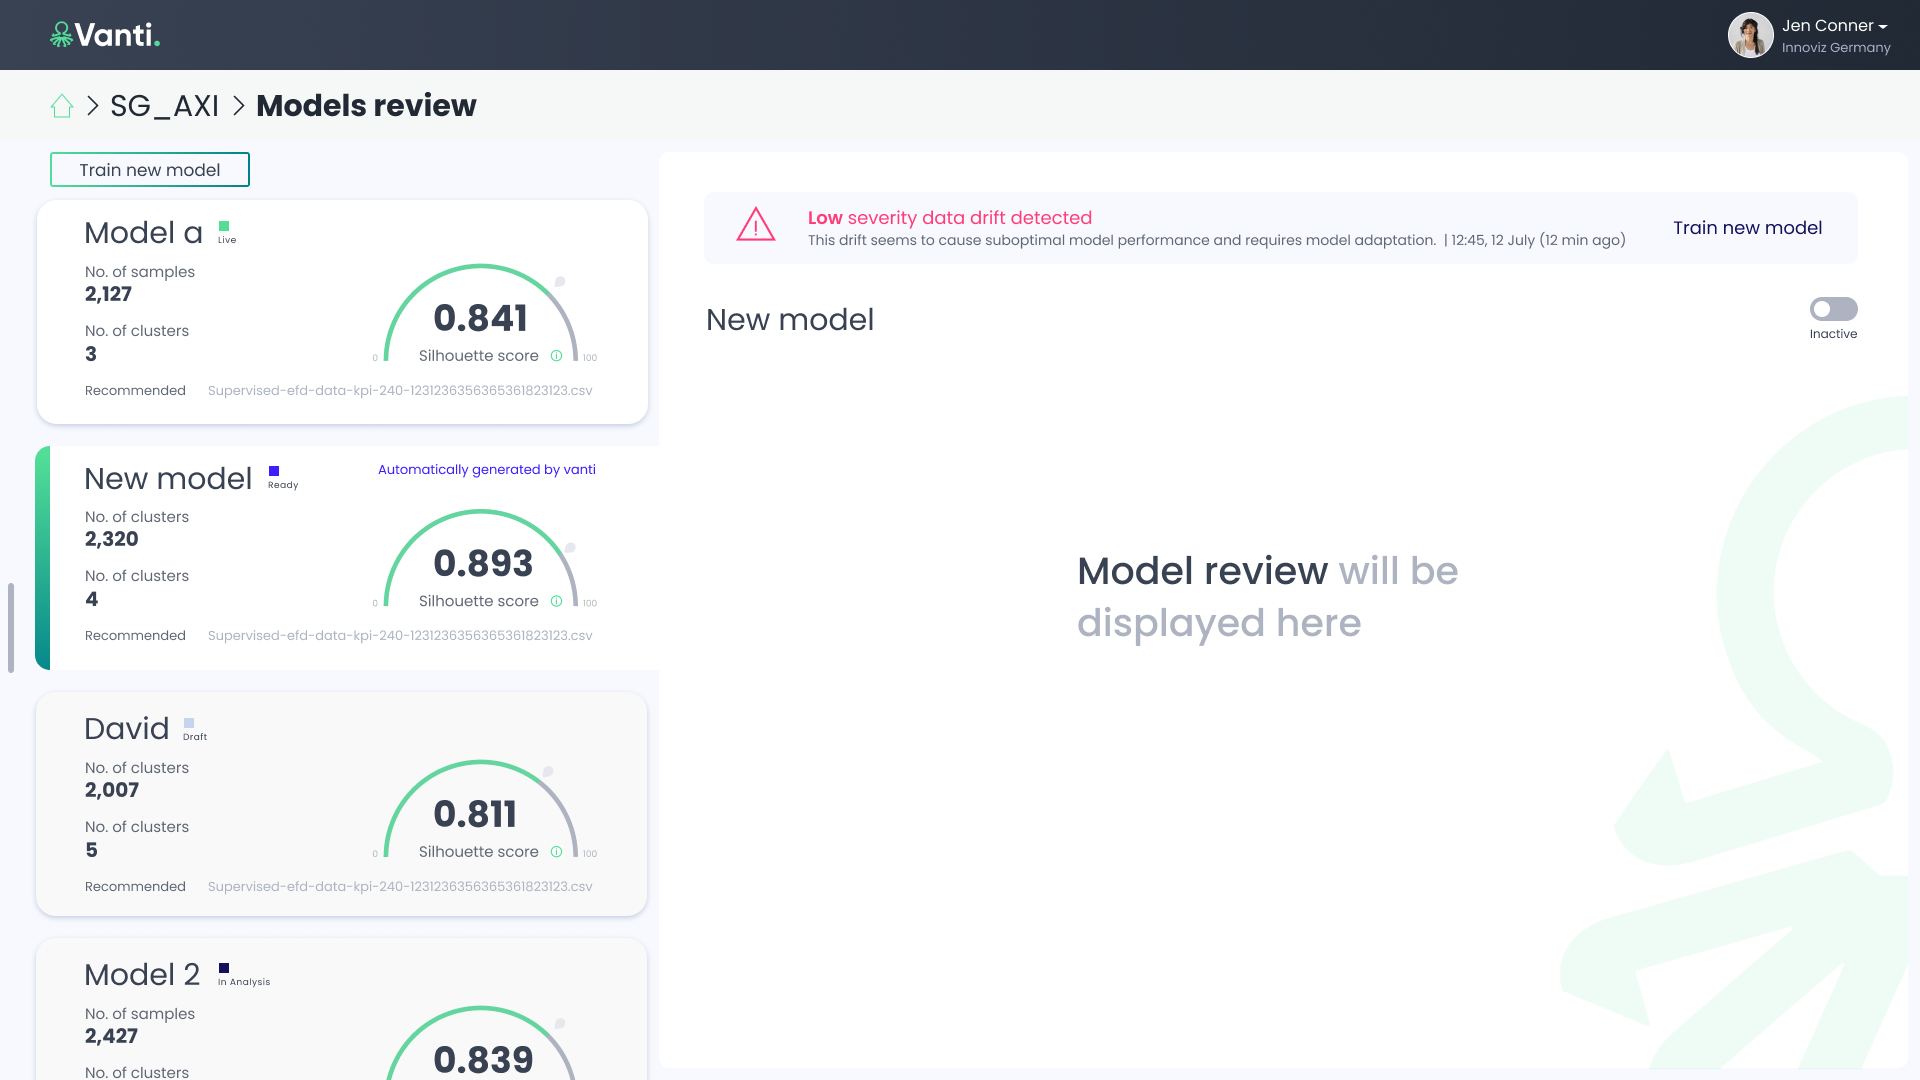 Vanti.
Jen Conner
Innoviz Germany
SG_AXI
Models review
Train new model
Model a
Live
No. of samples
2,127
No. of clusters
3
0.841
Silhouette score
0
100
Recommended
Supervised-efd-data-kpi-240-1231236356365361823123.csv
New model
Ready
Automatically generated by vanti
No. of clusters
2,320
No. of clusters
4
0.893
Silhouette score
0
100
Recommended
Supervised-efd-data-kpi-240-1231236356365361823123.csv
David
Draft
No. of clusters
2,007
No. of clusters
5
0.811
Silhouette score
0
100
Recommended
Supervised-efd-data-kpi-240-1231236356365361823123.csv
Model 2
In Analysis
No. of samples
2,427
No. of clusters
0.839
Low severity data drift detected
This drift seems to cause suboptimal model performance and requires model adaptation. | 12:45, 12 July (12 min ago)
Train new model
New model
Inactive
Model review will be
displayed here